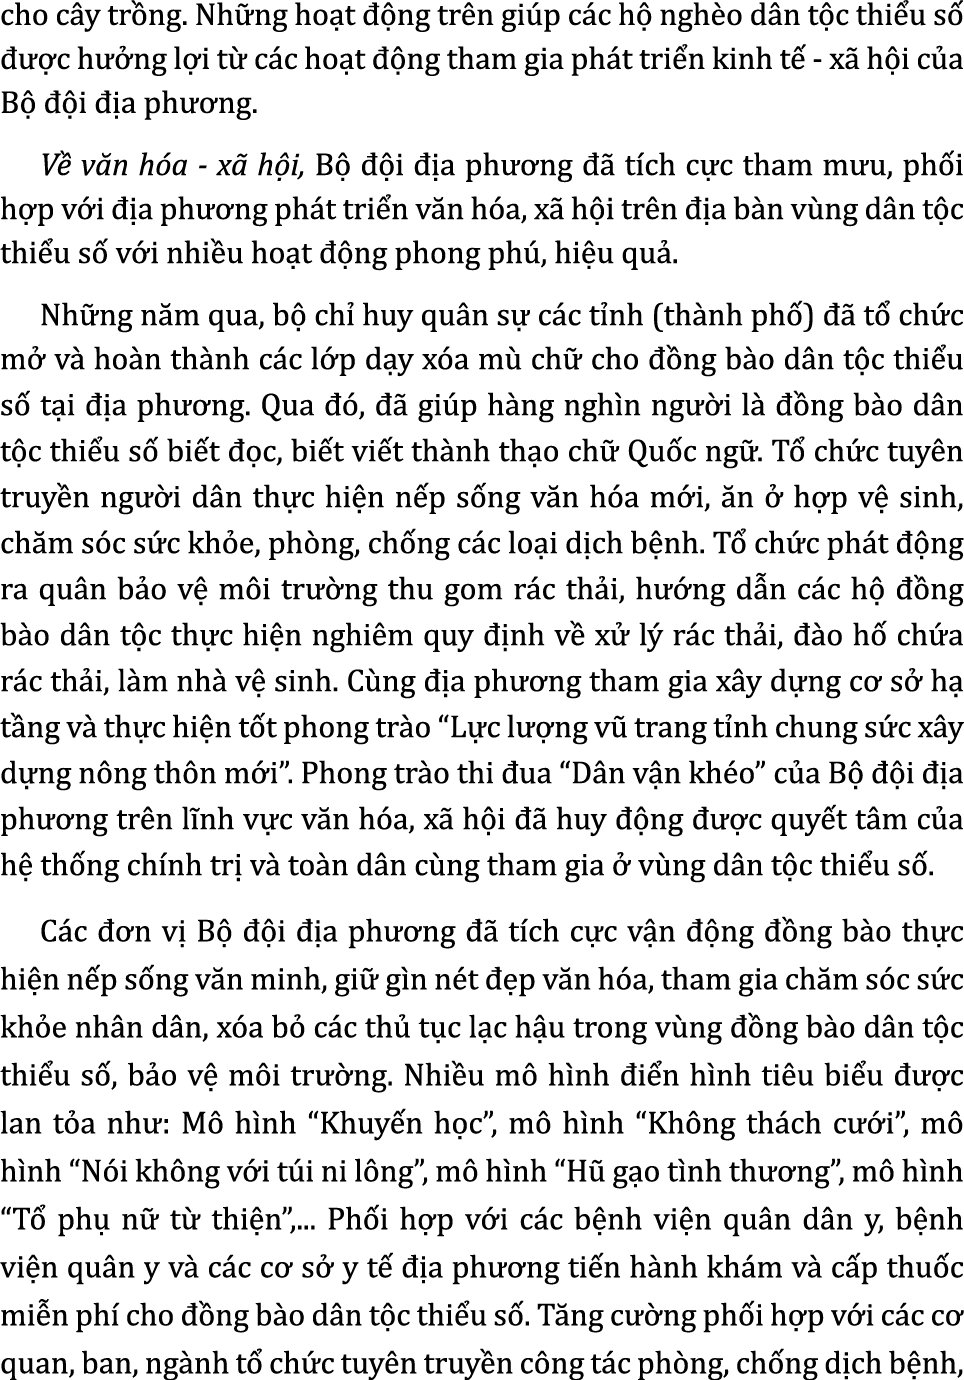 cho cây trồng. Những hoạt động trên giúp các hộ nghèo dân tộc thiểu số
được hưởng lợi từ các hoạt động tham gia phát triển kinh tế - xã hội của
Bộ đội địa phương.
Về văn hóa - xã hội, Bộ đội địa phương đã tích cực tham mưu, phối
hợp với địa phương phát triển văn hóa, xã hội trên địa bàn vùng dân tộc
thiểu số với nhiều hoạt động phong phú, hiệu quả.
Những năm qua, bộ chỉ huy quân sự các tỉnh (thành phố) đã tổ chức
mở và hoàn thành các lớp dạy xóa mù chữ cho đồng bào dân tộc thiểu
số tại địa phương. Qua đó, đã giúp hàng nghìn người là đồng bào dân
tộc thiểu số biết đọc, biết viết thành thạo chữ Quốc ngữ. Tổ chức tuyên
truyền người dân thực hiện nếp sống văn hóa mới, ăn ở hợp vệ sinh,
chăm sóc sức khỏe, phòng, chống các loại dịch bệnh. Tổ chức phát động
ra quân bảo vệ môi trường thu gom rác thải, hướng dẫn các hộ đồng
bào dân tộc thực hiện nghiêm quy định về xử lý rác thải, đào hố chứa
rác thải, làm nhà vệ sinh. Cùng địa phương tham gia xây dựng cơ sở hạ
tầng và thực hiện tốt phong trào “Lực lượng vũ trang tỉnh chung sức xây
dựng nông thôn mới”. Phong trào thi đua “Dân vận khéo” của Bộ đội địa
phương trên lĩnh vực văn hóa, xã hội đã huy động được quyết tâm của
hệ thống chính trị và toàn dân cùng tham gia ở vùng dân tộc thiểu số.
Các đơn vị Bộ đội địa phương đã tích cực vận động đồng bào thực
hiện nếp sống văn minh, giữ gìn nét đẹp văn hóa, tham gia chăm sóc sức
khỏe nhân dân, xóa bỏ các thủ tục lạc hậu trong vùng đồng bào dân tộc
thiểu số, bảo vệ môi trường. Nhiều mô hình điển hình tiêu biểu được
lan tỏa như: Mô hình “Khuyến học”, mô hình “Không thách cưới”, mô
hình “Nói không với túi ni lông”, mô hình “Hũ gạo tình thương”, mô hình
“Tổ phụ nữ từ thiện”,... Phối hợp với các bệnh viện quân dân y, bệnh
viện quân y và các cơ sở y tế địa phương tiến hành khám và cấp thuốc
miễn phí cho đồng bào dân tộc thiểu số. Tăng cường phối hợp với các cơ
quan, ban, ngành tổ chức tuyên truyền công tác phòng, chống dịch bệnh,